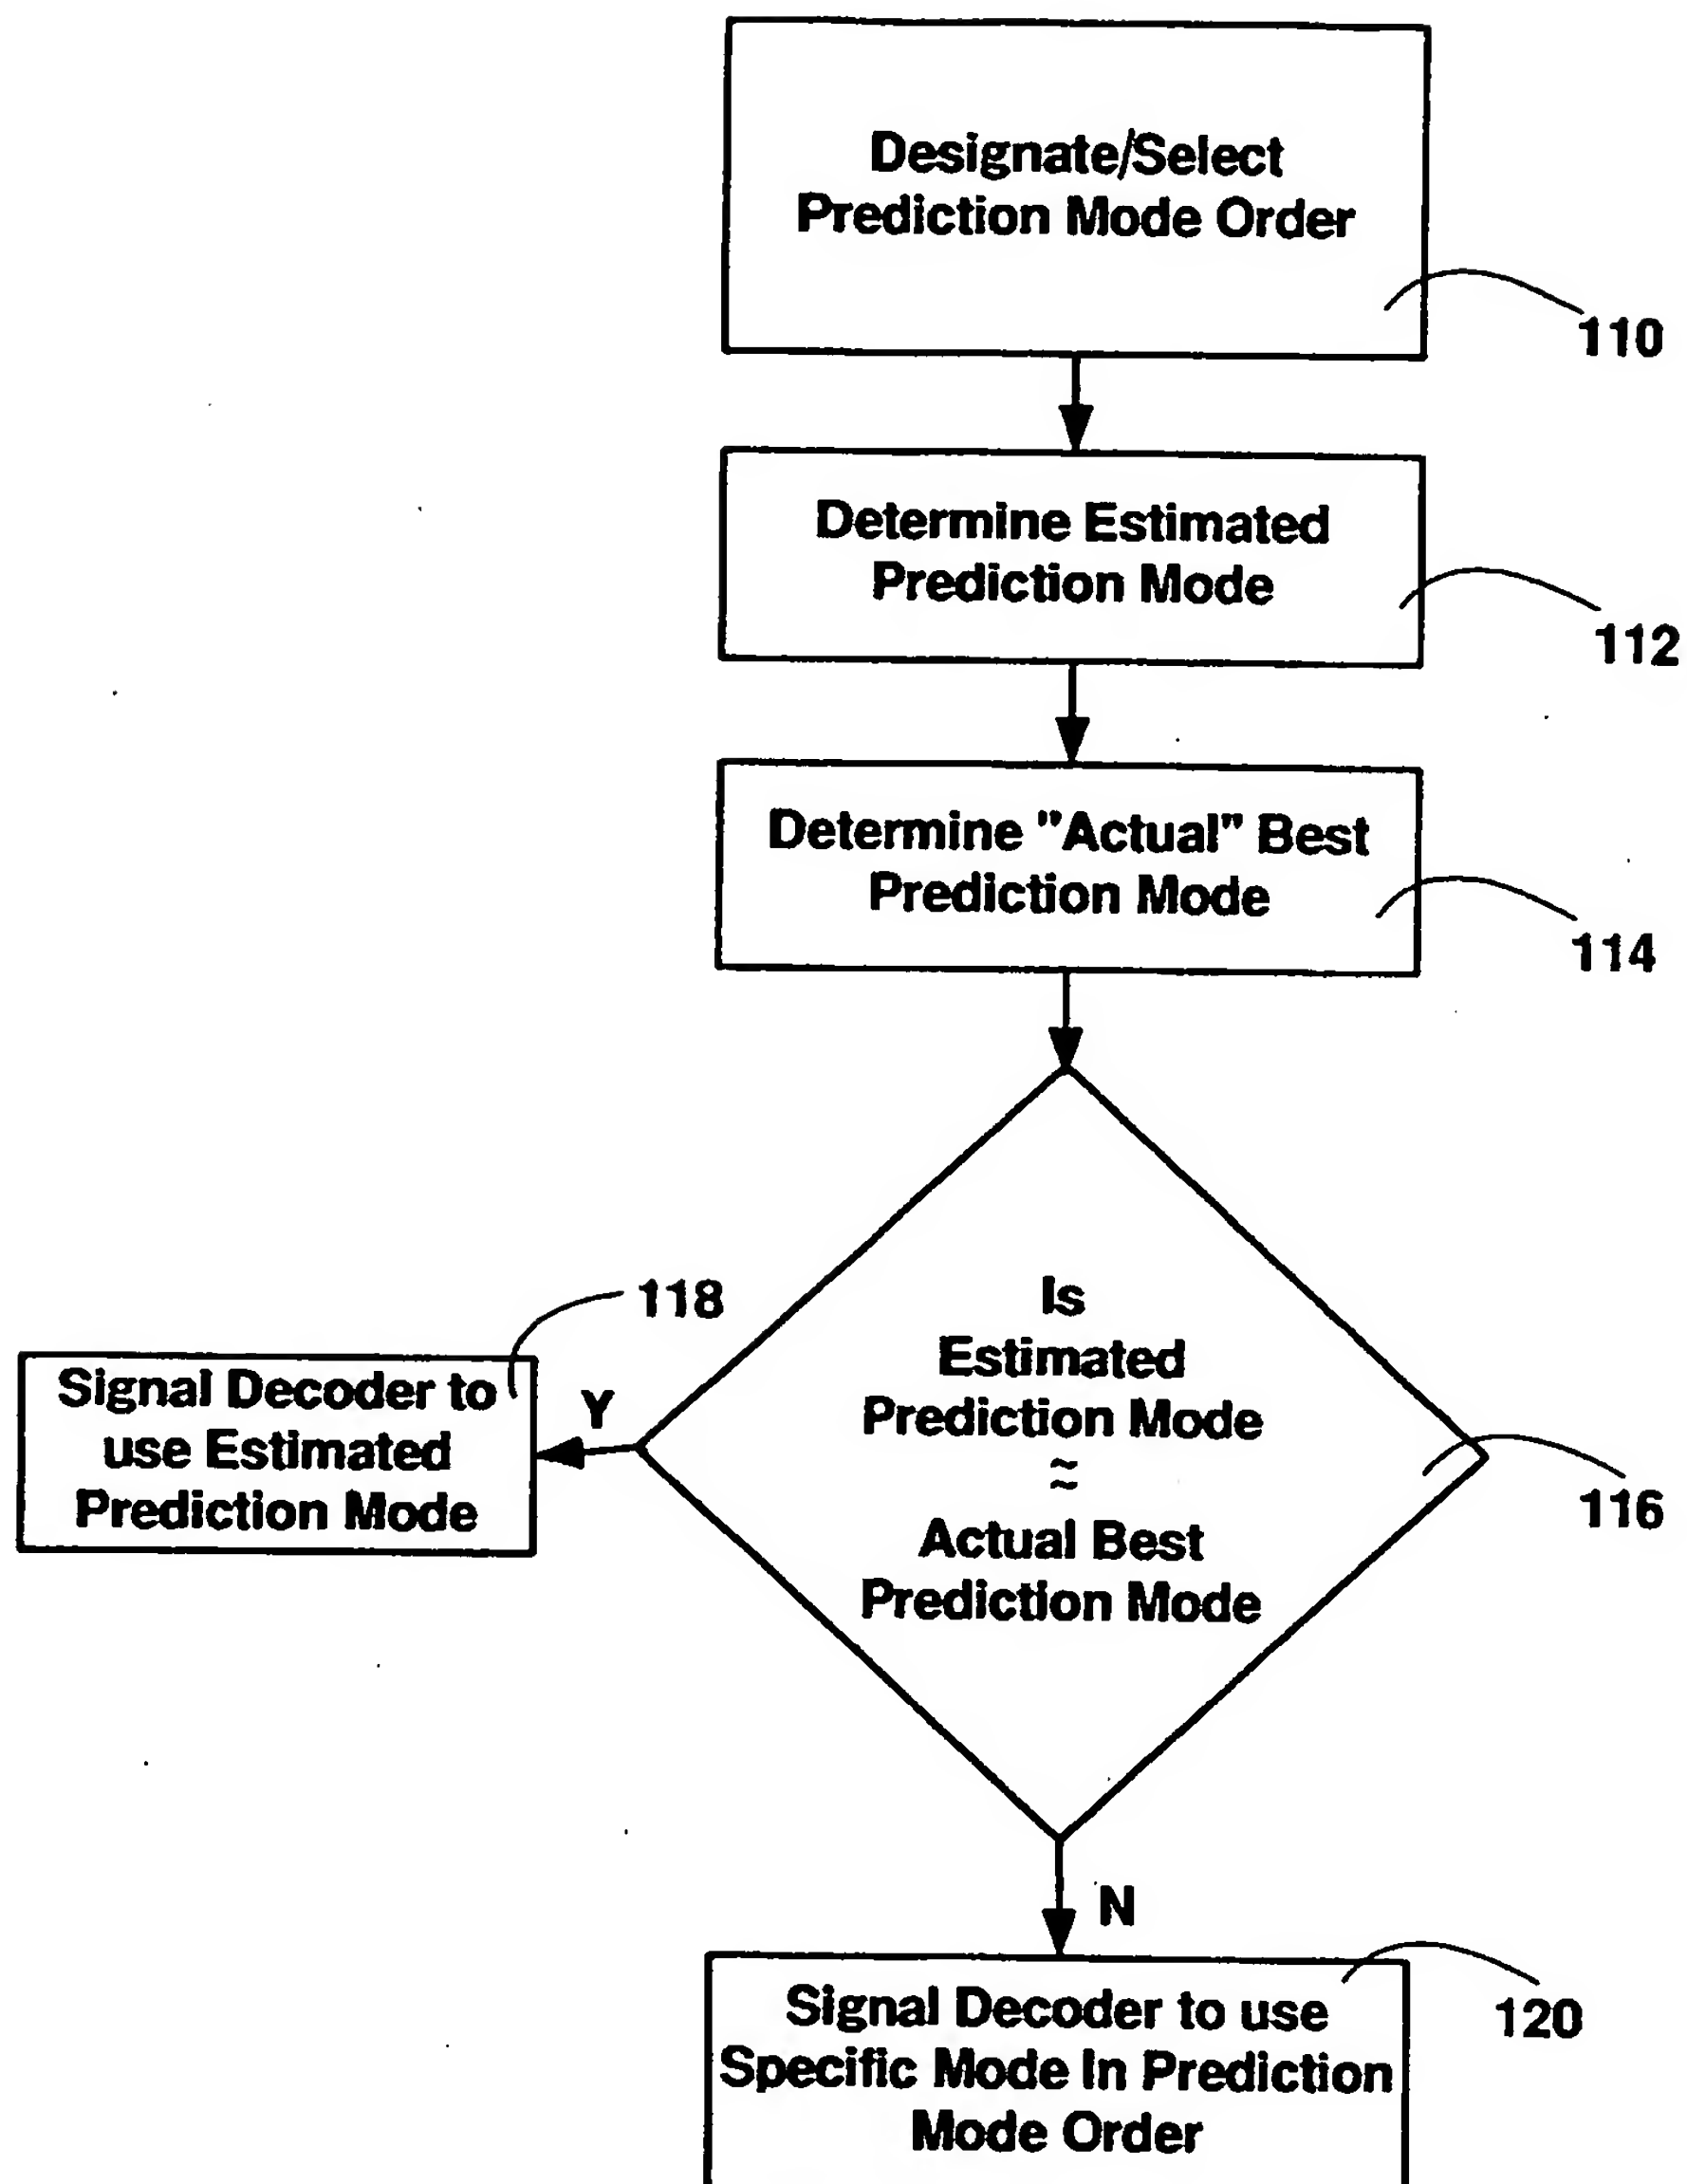 Designate/Select
Prediction Mode Order
110
Determine Estimated
Prediction Mode
112
Determine "Actual" Best
Prediction Mode
114
Is
Estimated
Prediction Mode
≈
Actual Best
Prediction Mode
116
118
Signal Decoder to
use Estimated
Prediction Mode
Y
N
Signal Decoder to use
Specific Mode In Prediction
Mode Order
120